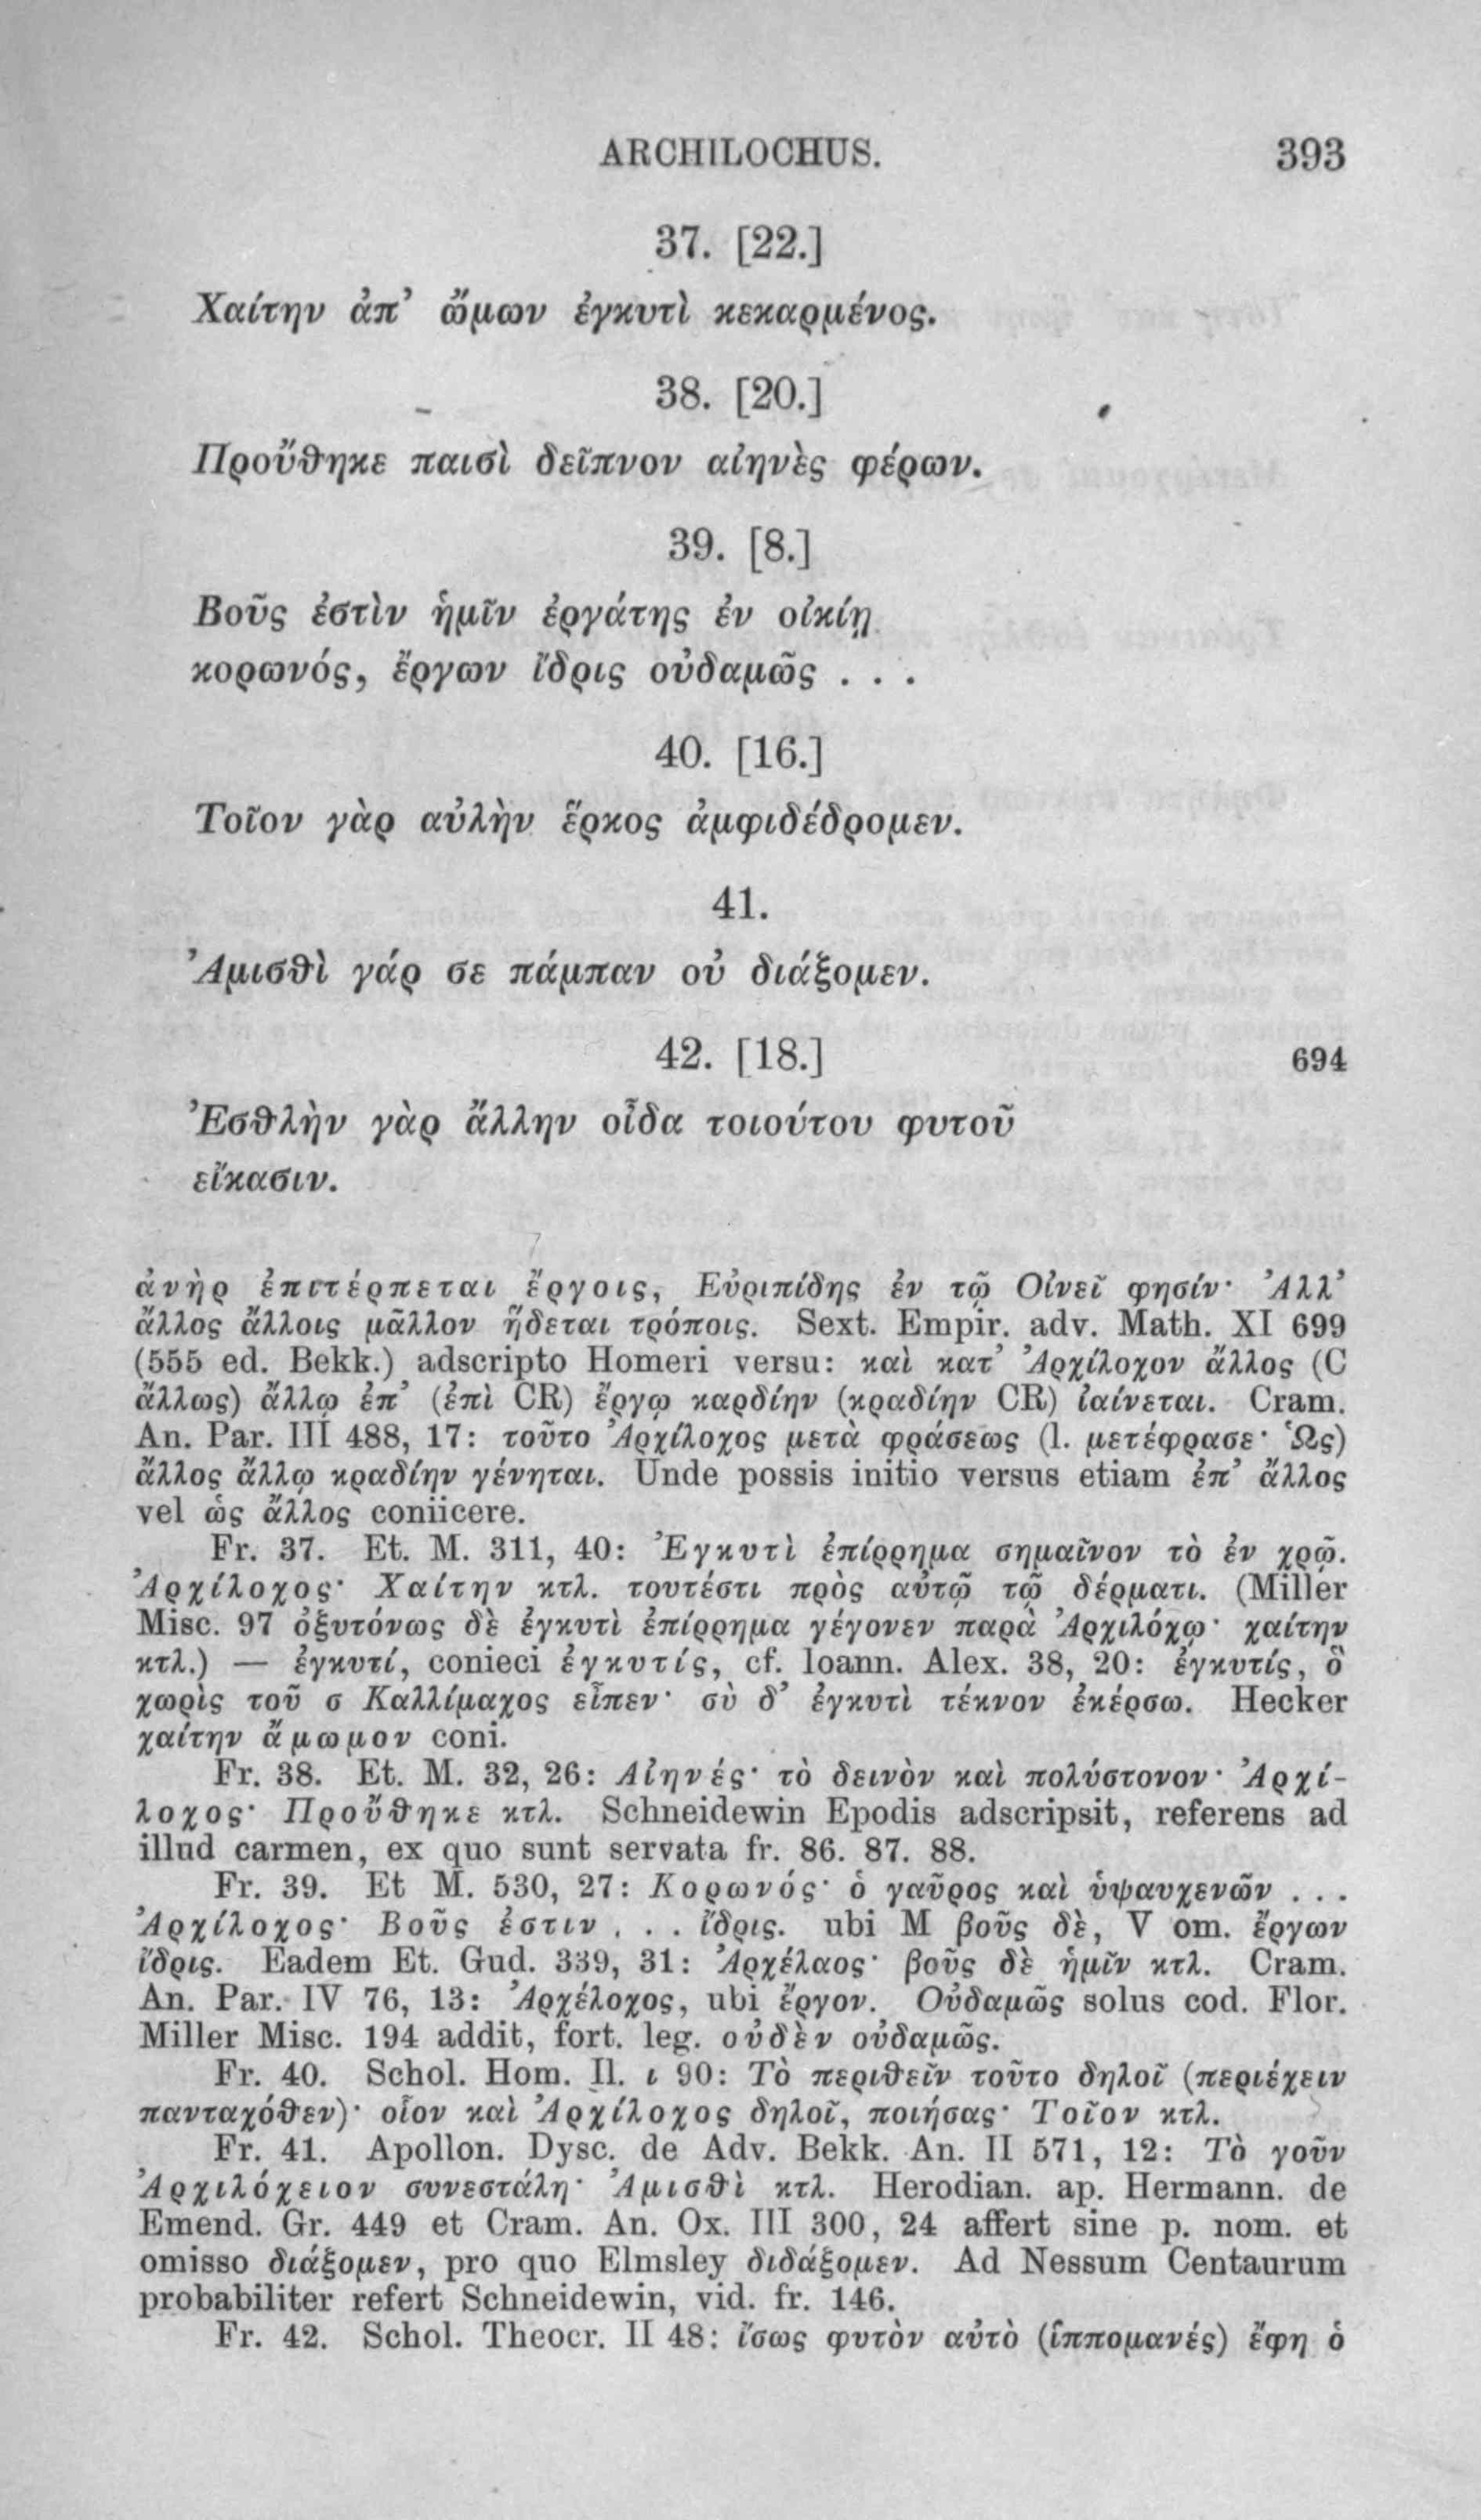 ARCHILOCHUS. 393
37. [22.]
Χαίτην ἀπ’ ὤμων ἐγκυτὶ κεκαρμένος.
38. [20.]
Προὔθηκε παισὶ δεῖπνον αἰηνὲς φέρων.
39. [8.]
Βοῦς ἐστὶν ἡμῖν ἐργάτης ἐν οἰκίῃ
κορωνός, ἔργων ἴδρις οὐδαμῶς . . .
40. [16.]
Τοῖον γὰρ αὐλὴν ἕρκος ἀμφιδέδρομεν.
41.
Ἀμισθὶ γάρ σε πάμπαν οὐ διάξομεν.
42. [18.] 694
Ἐσθλὴν γὰρ ἄλλην οἶδα τοιούτου φυτοῦ
εἴκασιν.
ἀνὴρ ἐπιτέρπεται ἔργοις, Εὐριπίδης ἐν τῷ Οἰνεῖ φησίν· Ἀλλ’
ἄλλος ἄλλοις μᾶλλον ἥδεται τρόποις. Sext. Empir. adv. Math. XI 699
(555 ed. Bekk.) adscripto Homeri versu: καὶ κατ’ Ἀρχίλοχον ἄλλος (C
ἄλλως) ἄλλῳ ἐπ’ (ἐπὶ CR) ἔργῳ καρδίην (κραδίην CR) ἰαίνεται. Cram.
An. Par. III 488, 17: τοῦτο Ἀρχίλοχος μετὰ φράσεως (l. μετέφρασε· Ὡς)
ἄλλος ἄλλῳ κραδίην γένηται. Unde possis initio versus etiam ἐπ’ ἄλλος
vel ὡς ἄλλος coniicere.
Fr. 37. Et. M. 311, 40: Ἐγκυτὶ ἐπίρρημα σημαῖνον τὸ ἐν χρῷ.
Ἀρχίλοχος· Χαίτην κτλ. τουτέστι πρὸς αὐτῷ τῷ δέρματι. (Miller
Misc. 97 ὀξυτόνως δὲ ἐγκυτὶ ἐπίρρημα γέγονεν παρὰ Ἀρχιλόχῳ· χαίτην
κτλ.) — ἐγκυτί, conieci ἐγκυτίς, cf. Ioann. Alex. 38, 20: ἐγκυτίς, ὃ
χωρὶς τοῦ σ Καλλίμαχος εἶπεν· σὺ δ’ ἐγκυτὶ τέκνον ἐκέρσω. Hecker
χαίτην ἄμωμον coni.
Fr. 38. Et. M. 32, 26: Αἰηνές· τὸ δεινὸν καὶ πολύστονον· Ἀρχί-
λοχος· Προὔθηκε κτλ. Schneidewin Epodis adscripsit, referens ad
illud carmen, ex quo sunt servata fr. 86. 87. 88.
Fr. 39. Et M. 530, 27: Κορωνός· ὁ γαῦρος καὶ ὑψαυχενῶν . . .
Ἀρχίλοχος· Βοῦς ἐστιν . . . ἴδρις. ubi M βοῦς δὲ, V om. ἔργων
ἴδρις. Eadem Et. Gud. 339, 31: Ἀρχέλαος· βοῦς δὲ ἡμῖν κτλ. Cram.
An. Par. IV 76, 13: Ἀρχέλοχος, ubi ἔργον. Οὐδαμῶς solus cod. Flor.
Miller Misc. 194 addit, fort. leg. οὐδὲν οὐδαμῶς.
Fr. 40. Schol. Hom. Il. ι 90: Τὸ περιθεῖν τοῦτο δηλοῖ (περιέχειν
πανταχόθεν)· οἷον καὶ Ἀρχίλοχος δηλοῖ, ποιήσας· Τοῖον κτλ.
Fr. 41. Apollon. Dysc. de Adv. Bekk. An. II 571, 12: Τὸ γοῦν
Ἀρχιλόχειον συνεστάλη· Ἀμισθὶ κτλ. Herodian. ap. Hermann. de
Emend. Gr. 449 et Cram. An. Ox. III 300, 24 affert sine p. nom. et
omisso διάξομεν, pro quo Elmsley διδάξομεν. Ad Nessum Centaurum
probabiliter refert Schneidewin, vid. fr. 146.
Fr. 42. Schol. Theocr. II 48: ἴσως φυτὸν αὐτὸ (ἱππομανές) ἔφη ὁ